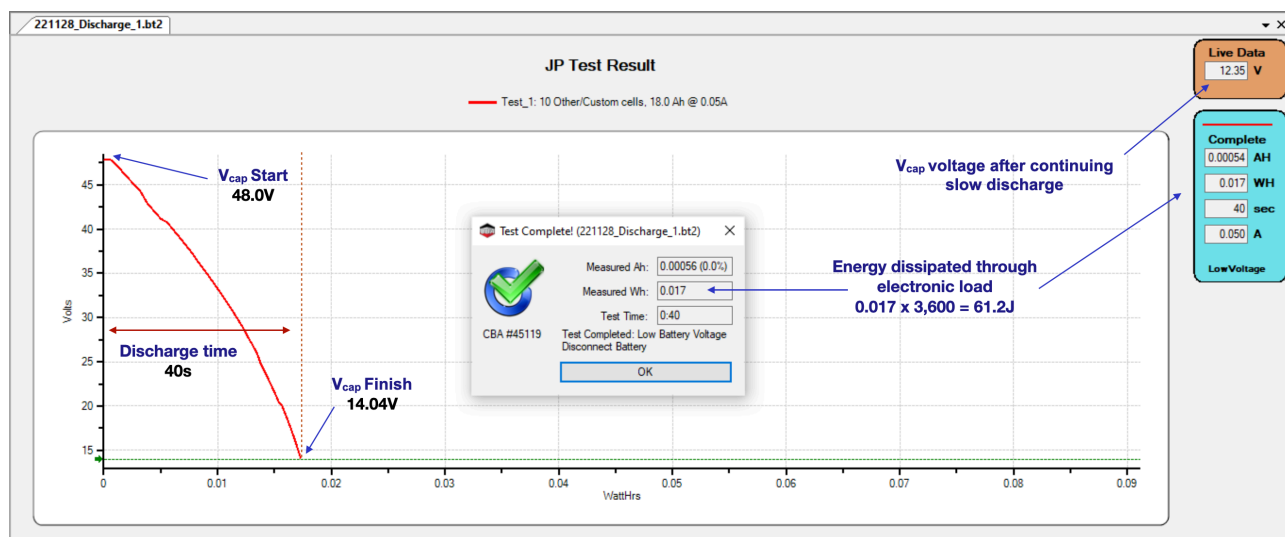 221128_Discharge_1.bt2
JP Test Result
Test_1: 10 Other/Custom cells, 18.0 Ah @ 0.05A
Live Data
12.35 V
Complete
0.00054 AH
0.017 WH
40 sec
0.050 A
LowVoltage
Vcap voltage after continuing
slow discharge
Vcap Start
48.0V
Test Complete! (221128_Discharge_1.bt2)
Measured Ah: 0.00056 (0.0%)
Measured Wh: 0.017
Test Time: 0:40
CBA #45119
Test Completed: Low Battery Voltage
Disconnect Battery
OK
Energy dissipated through
electronic load
0.017 x 3,600 = 61.2J
Discharge time
40s
Vcap Finish
14.04V
Volts
45
40
35
30
25
20
15
0 0.01 0.02 0.03 0.04 0.05 0.06 0.07 0.08 0.09
WattHrs